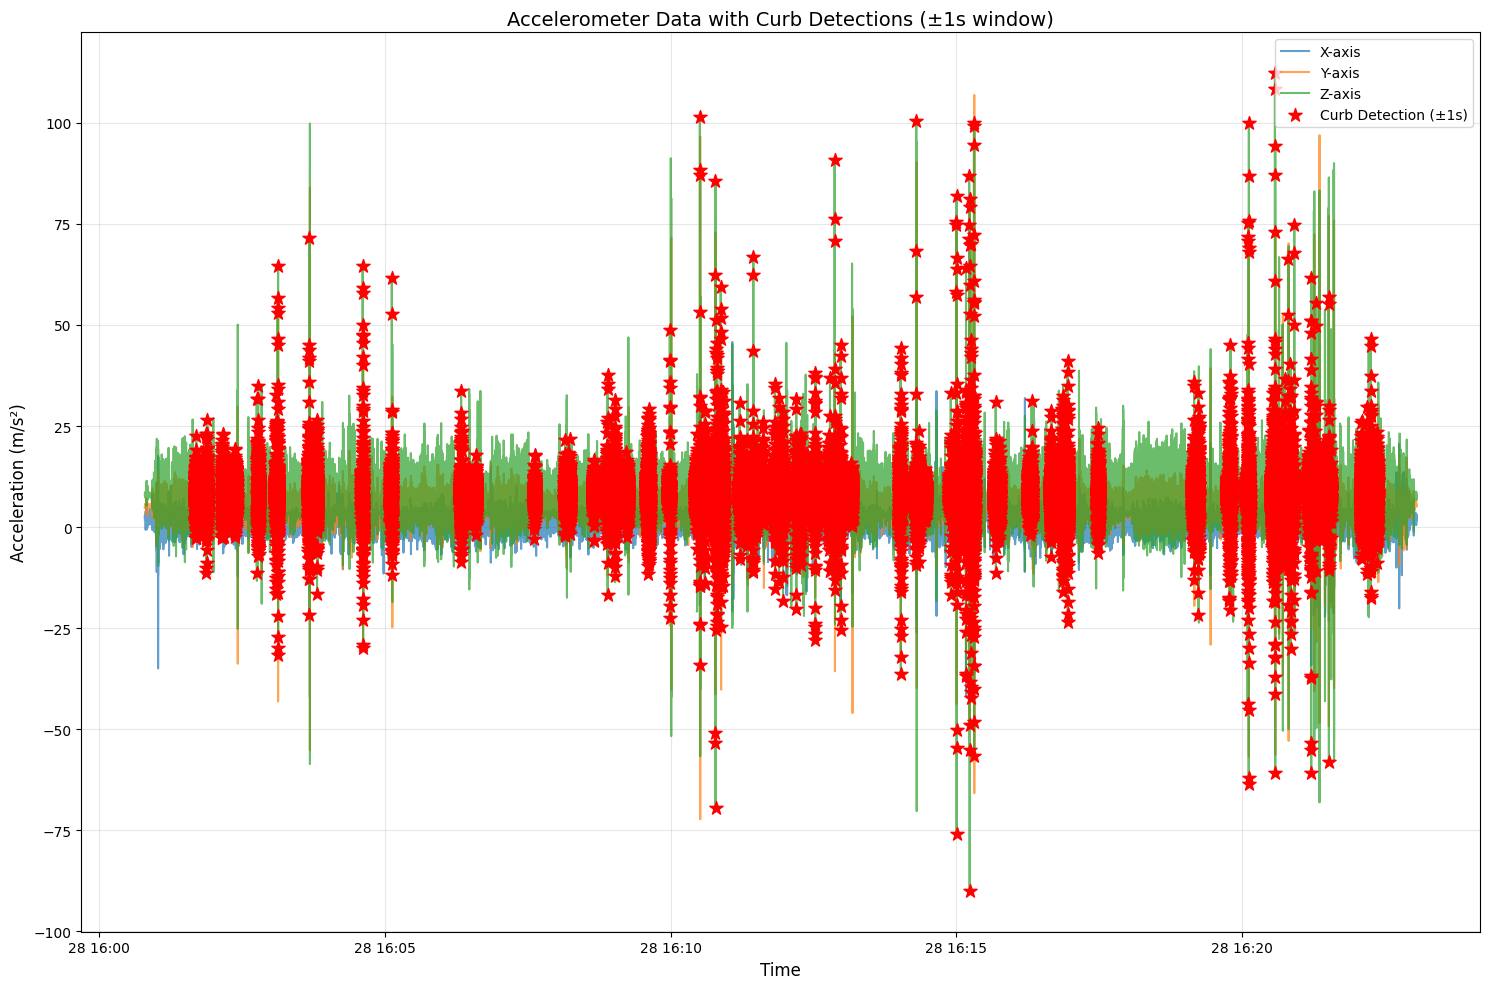 Accelerometer Data with Curb Detections (±1s window)
X-axis
Y-axis
Z-axis
Curb Detection (±1s)
Acceleration (m/s²)
100
75
50
25
0
−25
−50
−75
−100
28 16:00
28 16:05
28 16:10
28 16:15
28 16:20
Time